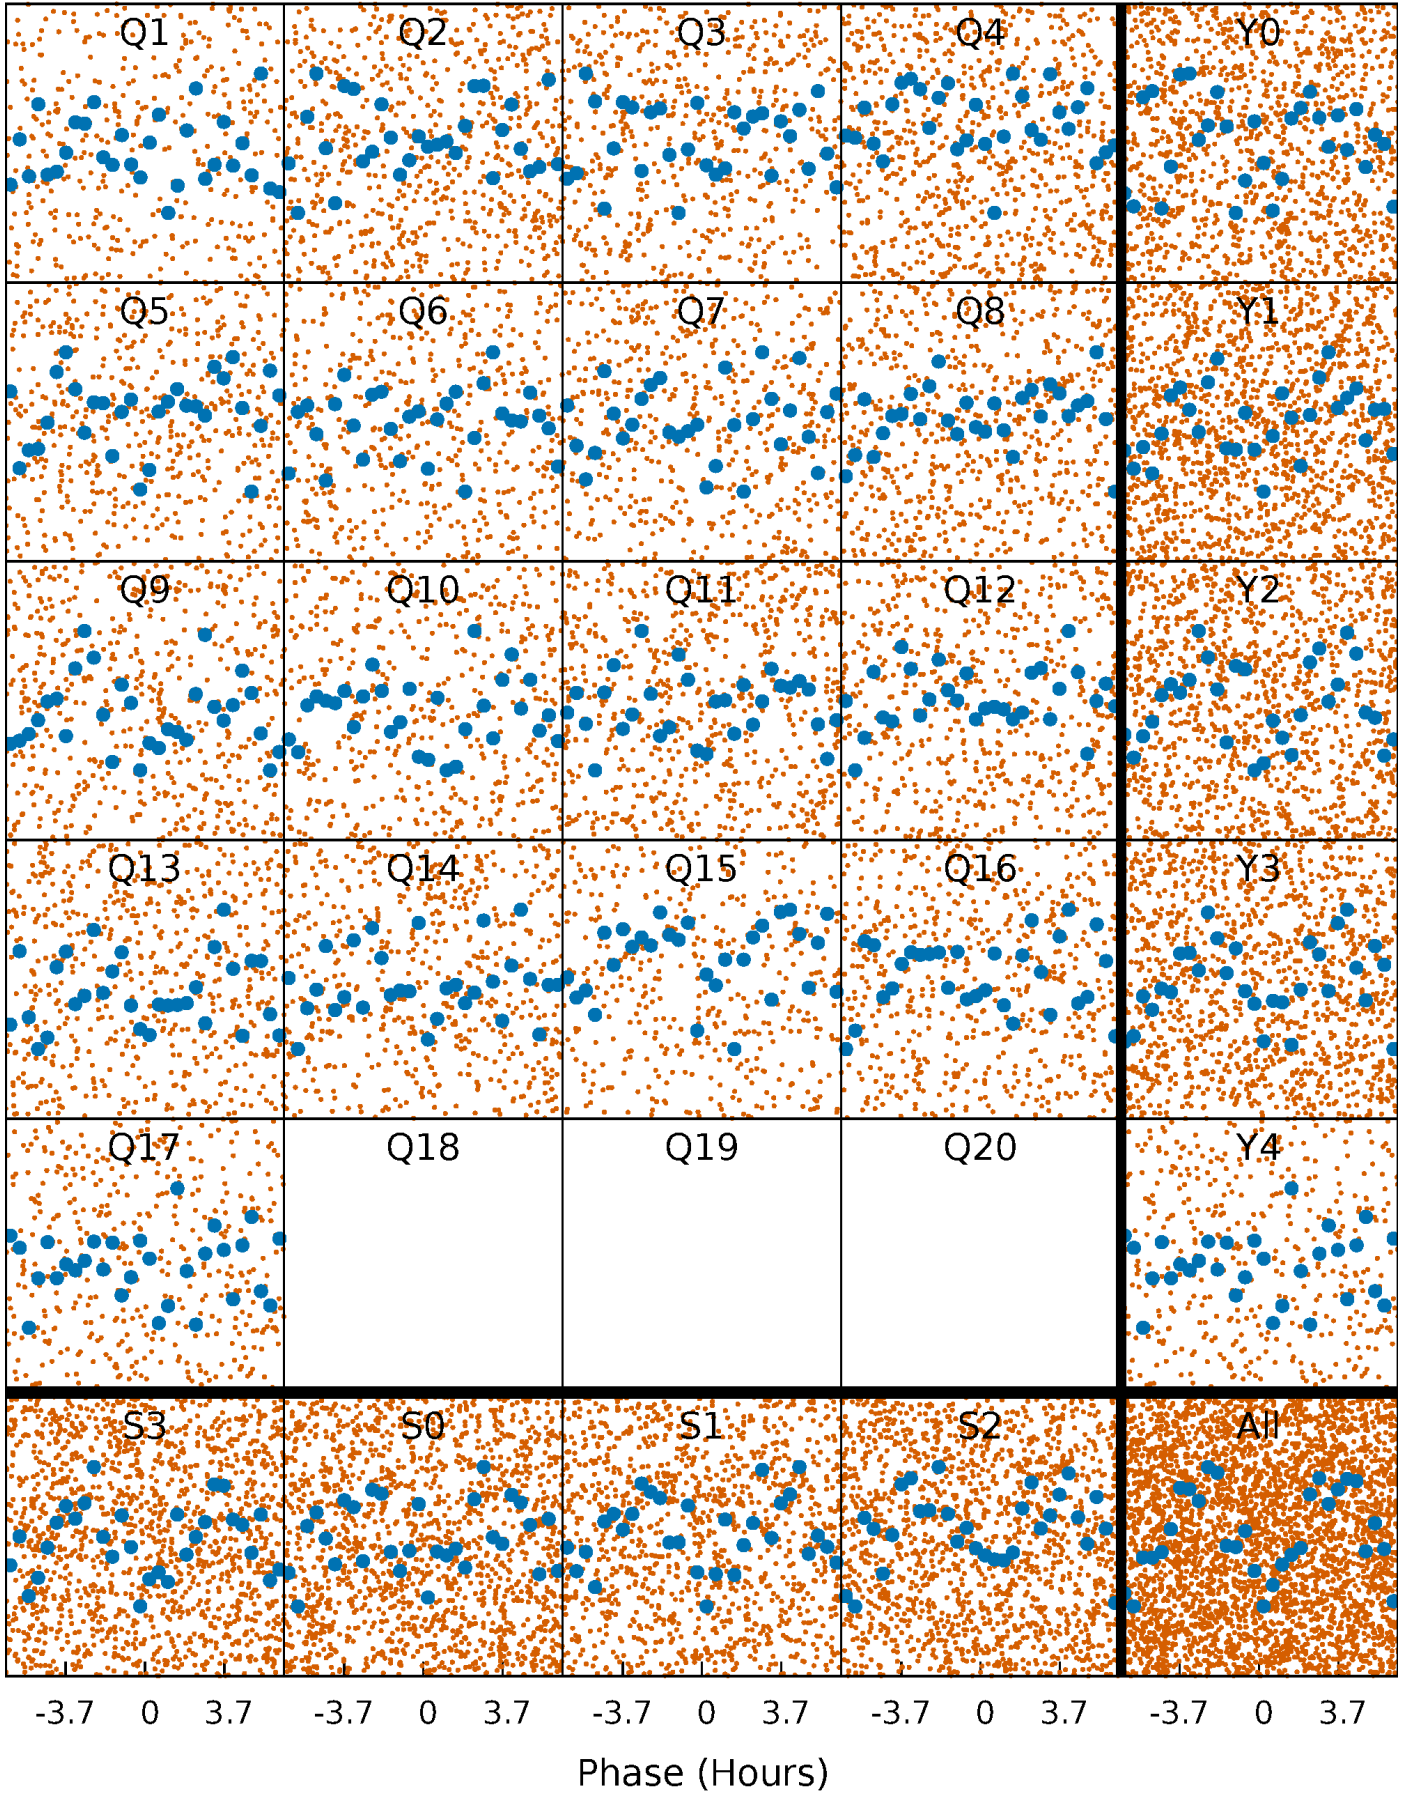 Q1 Q2 Q3 Q4 Y0
Q5 Q6 Q7 Q8 Y1
Q9 Q10 Q11 Q12 Y2
Q13 Q14 Q15 Q16 Y3
Q17 Q18 Q19 Q20 Y4
S3 S0 S1 S2 All
-3.7 0 3.7 -3.7 0 3.7 -3.7 0 3.7 -3.7 0 3.7 -3.7 0 3.7
Phase (Hours)